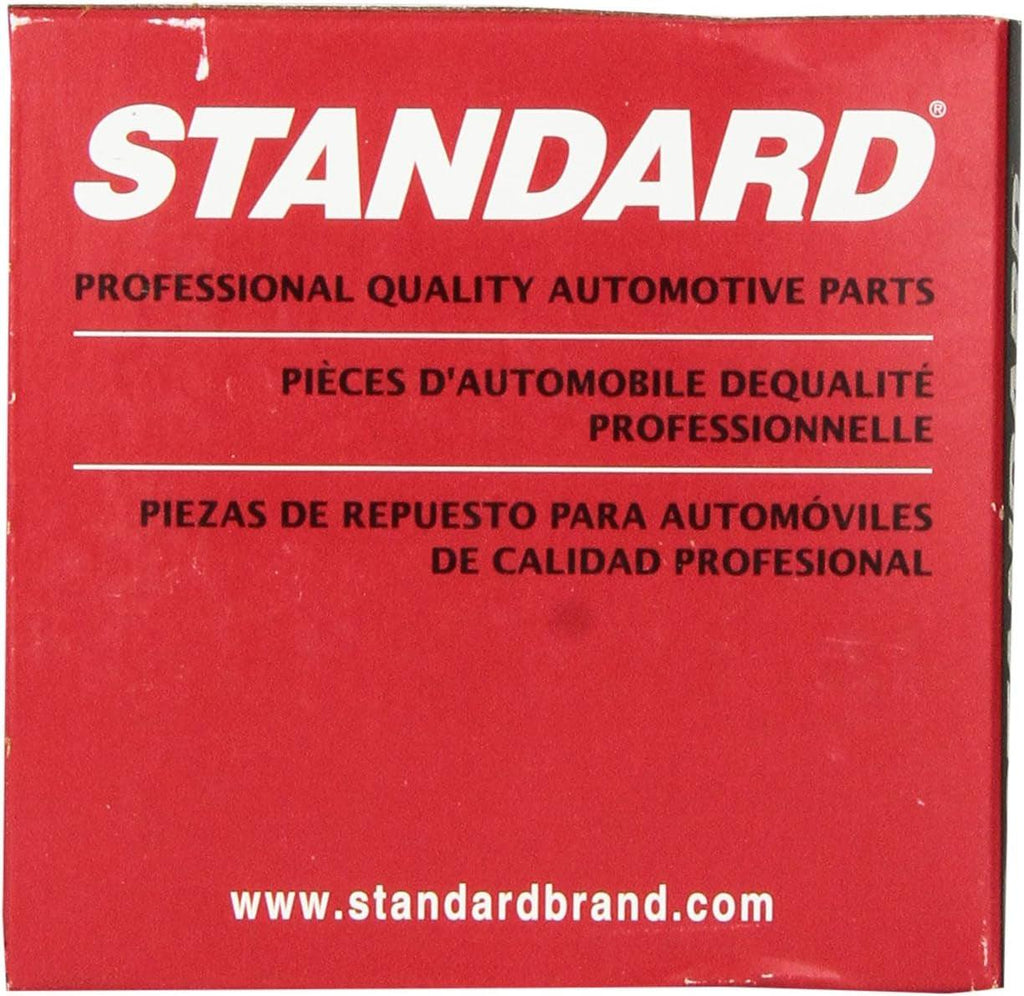 STANDARD®
PROFESSIONAL QUALITY AUTOMOTIVE PARTS
PIÈCES D'AUTOMOBILE DEQUALITÉ
PROFESSIONNELLE
PIEZAS DE REPUESTO PARA AUTOMÓVILES
DE CALIDAD PROFESIONAL
www.standardbrand.com